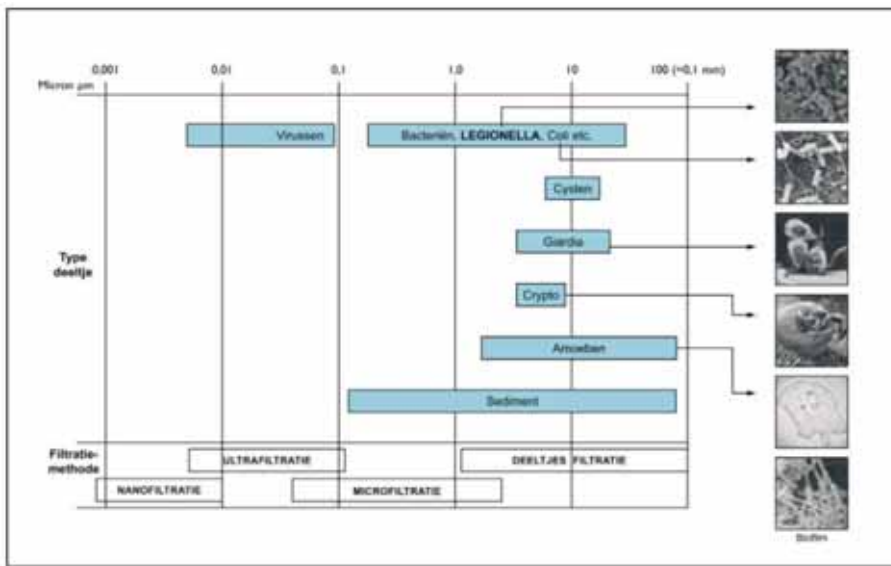 0,001 0,01 0,1 1,0 10 100 (=0,1 mm)
Micron µm
Virussen
Bacteriën, LEGIONELLA, Coli etc.
Cysten
Giardia
Type
deeltje
Crypto
Amoeben
Sediment
Filtratie-
methode
ULTRAFILTRATIE
DEELTJES FILTRATIE
NANOFILTRATIE
MICROFILTRATIE
Biofilm